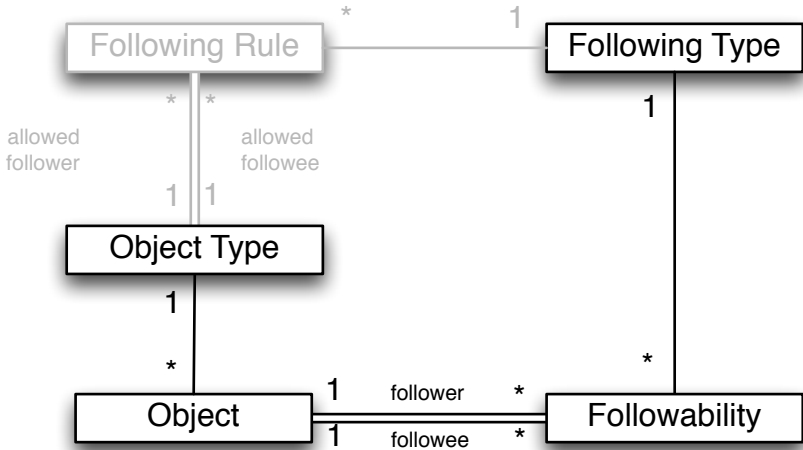 * 1
Following Rule Following Type
* * 1
allowed allowed
follower followee
1 1
Object Type
1
* *
1 follower *
Object Followability
1 followee *